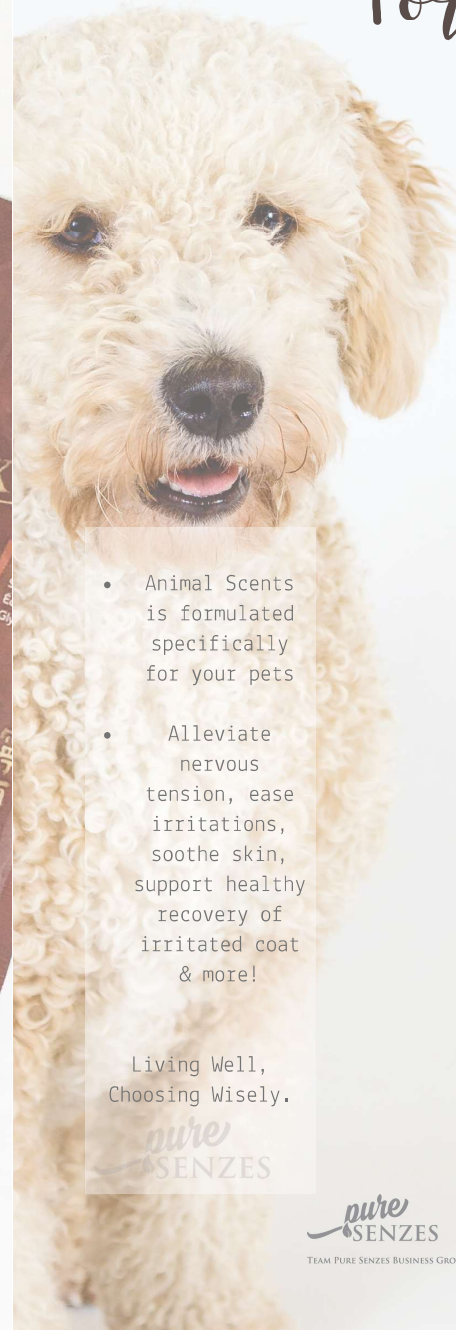 For
• Animal Scents
is formulated
specifically
for your pets
• Alleviate
nervous
tension, ease
irritations,
soothe skin,
support healthy
recovery of
irritated coat
& more!
Living Well,
Choosing Wisely.
pure
SENZES
pure
SENZES
TEAM PURE SENZES BUSINESS GRO